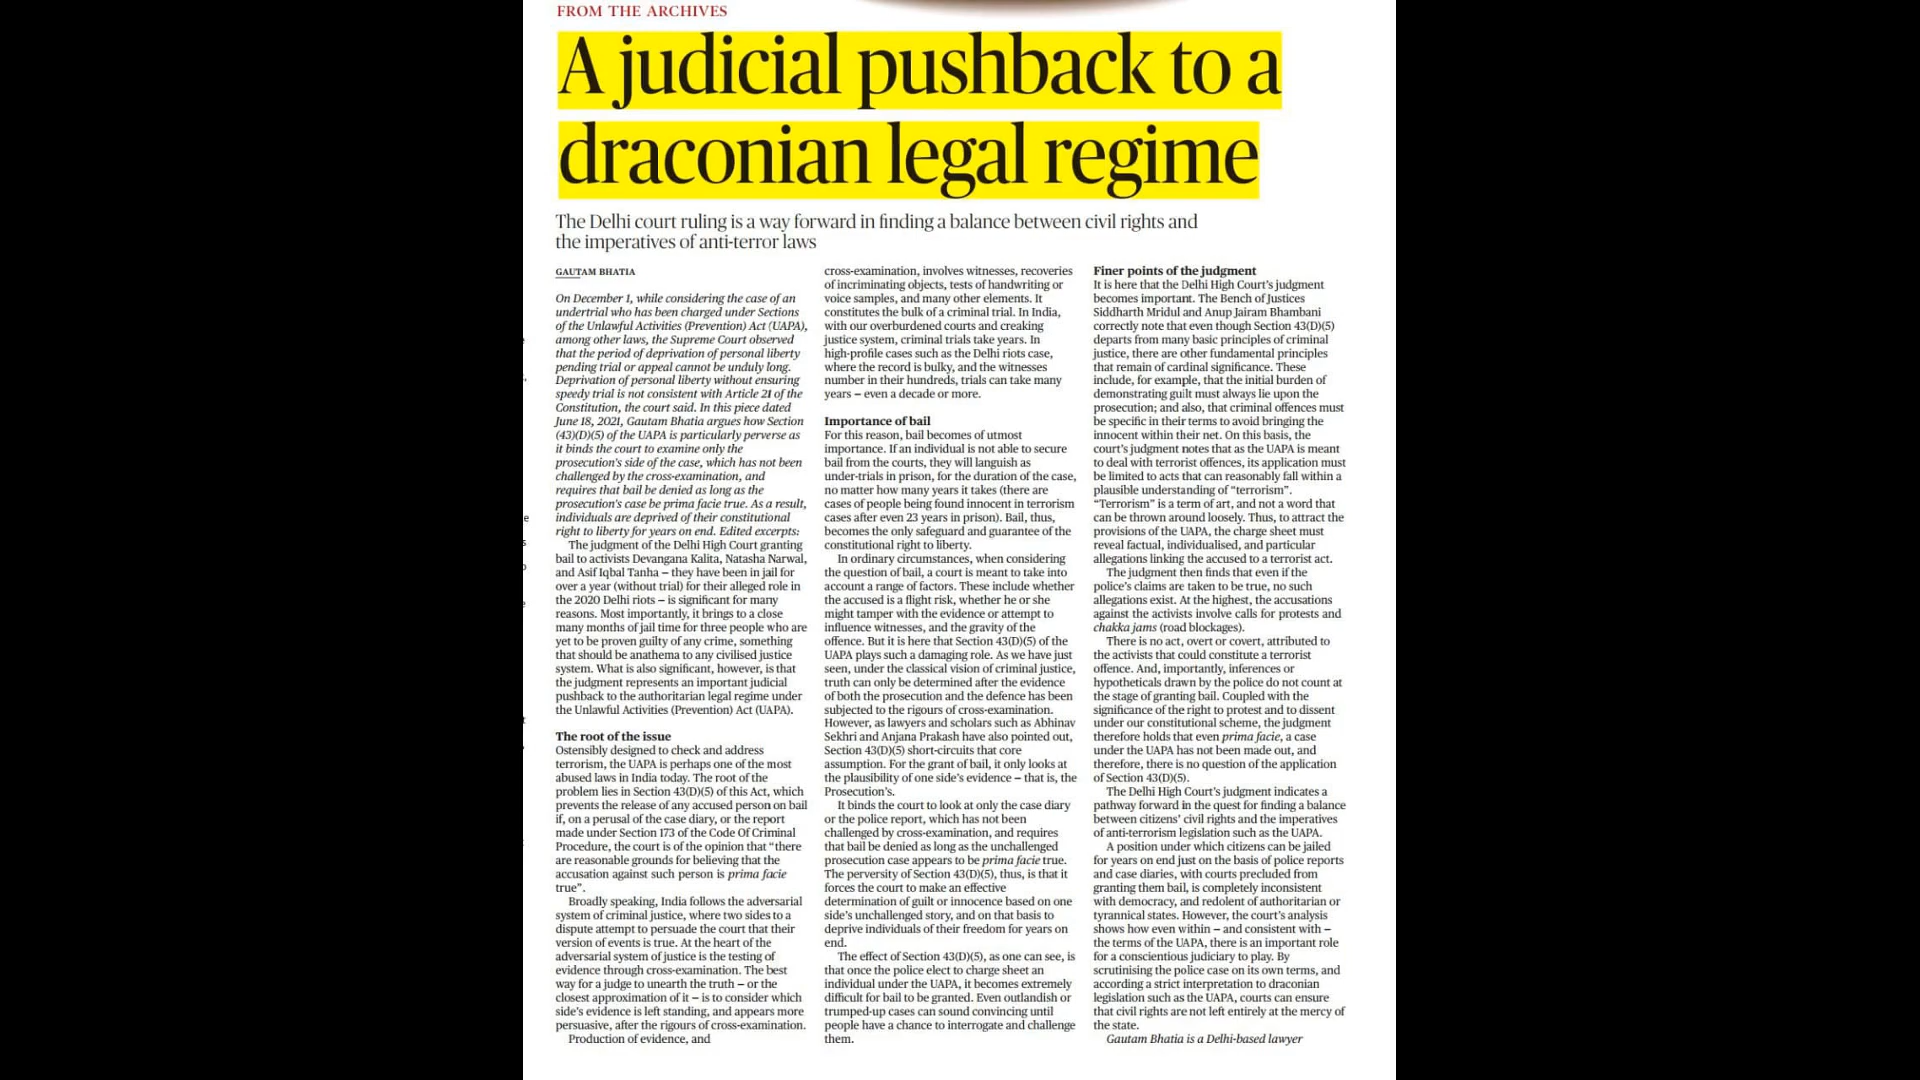 FROM THE ARCHIVES
A judicial pushback to a
draconian legal regime
The Delhi court ruling is a way forward in finding a balance between civil rights and
the imperatives of anti-terror laws
GAUTAM BHATIA
On December 1, while considering the case of an
undertrial who has been charged under Sections
of the Unlawful Activities (Prevention) Act (UAPA),
among other laws, the Supreme Court observed
that the period of deprivation of personal liberty
pending trial or appeal cannot be unduly long.
Deprivation of personal liberty without ensuring
speedy trial is not consistent with Article 21 of the
Constitution, the court said. In this piece dated
June 18, 2021, Gautam Bhatia argues how Section
(43)(D)(5) of the UAPA is particularly perverse as
it binds the court to examine only the
prosecution's side of the case, which has not been
challenged by the cross-examination, and
requires that bail be denied as long as the
prosecution's case be prima facie true. As a result,
individuals are deprived of their constitutional
right to liberty for years on end. Edited excerpts:
The judgment of the Delhi High Court granting
bail to activists Devangana Kalita, Natasha Narwal,
and Asif Iqbal Tanha – they have been in jail for
over a year (without trial) for their alleged role in
the 2020 Delhi riots – is significant for many
reasons. Most importantly, it brings to a close
many months of jail time for three people who are
yet to be proven guilty of any crime, something
that should be anathema to any civilised justice
system. What is also significant, however, is that
the judgment represents an important judicial
pushback to the authoritarian legal regime under
the Unlawful Activities (Prevention) Act (UAPA).
The root of the issue
Ostensibly designed to check and address
terrorism, the UAPA is perhaps one of the most
abused laws in India today. The root of the
problem lies in Section 43(D)(5) of this Act, which
prevents the release of any accused person on bail
if, on a perusal of the case diary, or the report
made under Section 173 of the Code Of Criminal
Procedure, the court is of the opinion that “there
are reasonable grounds for believing that the
accusation against such person is prima facie
true”.
Broadly speaking, India follows the adversarial
system of criminal justice, where two sides to a
dispute attempt to persuade the court that their
version of events is true. At the heart of the
adversarial system of justice is the testing of
evidence through cross-examination. The best
way for a judge to unearth the truth – or the
closest approximation of it – is to consider which
side's evidence is left standing, and appears more
persuasive, after the rigours of cross-examination.
Production of evidence, and
cross-examination, involves witnesses, recoveries
of incriminating objects, tests of handwriting or
voice samples, and many other elements. It
constitutes the bulk of a criminal trial. In India,
with our overburdened courts and creaking
justice system, criminal trials take years. In
high-profile cases such as the Delhi riots case,
where the record is bulky, and the witnesses
number in their hundreds, trials can take many
years – even a decade or more.
Importance of bail
For this reason, bail becomes of utmost
importance. If an individual is not able to secure
bail from the courts, they will languish as
under-trials in prison, for the duration of the case,
no matter how many years it takes (there are
cases of people being found innocent in terrorism
cases after even 23 years in prison). Bail, thus,
becomes the only safeguard and guarantee of the
constitutional right to liberty.
In ordinary circumstances, when considering
the question of bail, a court is meant to take into
account a range of factors. These include whether
the accused is a flight risk, whether he or she
might tamper with the evidence or attempt to
influence witnesses, and the gravity of the
offence. But it is here that Section 43(D)(5) of the
UAPA plays such a damaging role. As we have just
seen, under the classical vision of criminal justice,
truth can only be determined after the evidence
of both the prosecution and the defence has been
subjected to the rigours of cross-examination.
However, as lawyers and scholars such as Abhinav
Sekhri and Anjana Prakash have also pointed out,
Section 43(D)(5) short-circuits that core
assumption. For the grant of bail, it only looks at
the plausibility of one side's evidence – that is, the
Prosecution's.
It binds the court to look at only the case diary
or the police report, which has not been
challenged by cross-examination, and requires
that bail be denied as long as the unchallenged
prosecution case appears to be prima facie true.
The perversity of Section 43(D)(5), thus, is that it
forces the court to make an effective
determination of guilt or innocence based on one
side's unchallenged story, and on that basis to
deprive individuals of their freedom for years on
end.
The effect of Section 43(D)(5), as one can see, is
that once the police elect to charge sheet an
individual under the UAPA, it becomes extremely
difficult for bail to be granted. Even outlandish or
trumped-up cases can sound convincing until
people have a chance to interrogate and challenge
them.
Finer points of the judgment
It is here that the Delhi High Court's judgment
becomes important. The Bench of Justices
Siddharth Mridul and Anup Jairam Bhambani
correctly note that even though Section 43(D)(5)
departs from many basic principles of criminal
justice, there are other fundamental principles
that remain of cardinal significance. These
include, for example, that the initial burden of
demonstrating guilt must always lie upon the
prosecution; and also, that criminal offences must
be specific in their terms to avoid bringing the
innocent within their net. On this basis, the
court's judgment notes that as the UAPA is meant
to deal with terrorist offences, its application must
be limited to acts that can reasonably fall within a
plausible understanding of “terrorism”.
“Terrorism” is a term of art, and not a word that
can be thrown around loosely. Thus, to attract the
provisions of the UAPA, the charge sheet must
reveal factual, individualised, and particular
allegations linking the accused to a terrorist act.
The judgment then finds that even if the
police's claims are taken to be true, no such
allegations exist. At the highest, the accusations
against the activists involve calls for protests and
chakka jams (road blockages).
There is no act, overt or covert, attributed to
the activists that could constitute a terrorist
offence. And, importantly, inferences or
hypotheticals drawn by the police do not count at
the stage of granting bail. Coupled with the
significance of the right to protest and to dissent
under our constitutional scheme, the judgment
therefore holds that even prima facie, a case
under the UAPA has not been made out, and
therefore, there is no question of the application
of Section 43(D)(5).
The Delhi High Court's judgment indicates a
pathway forward in the quest for finding a balance
between citizens' civil rights and the imperatives
of anti-terrorism legislation such as the UAPA.
A position under which citizens can be jailed
for years on end just on the basis of police reports
and case diaries, with courts precluded from
granting them bail, is completely inconsistent
with democracy, and redolent of authoritarian or
tyrannical states. However, the court's analysis
shows how even within – and consistent with –
the terms of the UAPA, there is an important role
for a conscientious judiciary to play. By
scrutinising the police case on its own terms, and
according a strict interpretation to draconian
legislation such as the UAPA, courts can ensure
that civil rights are not left entirely at the mercy of
the state.
Gautam Bhatia is a Delhi-based lawyer